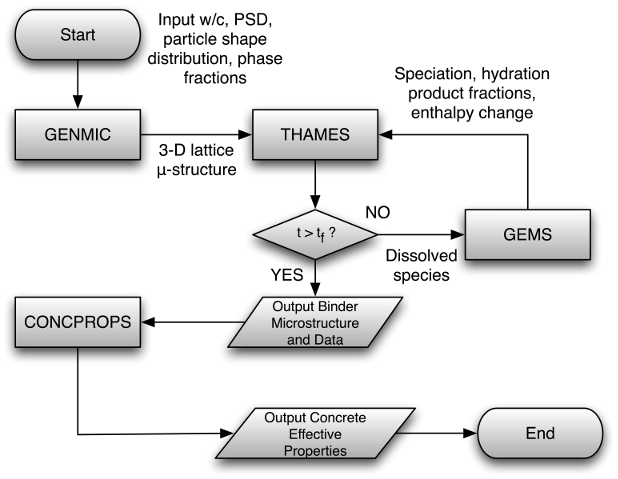 Start
Input w/c, PSD,
particle shape
distribution, phase
fractions
GENMIC
3-D lattice
μ-structure
THAMES
Speciation, hydration
product fractions,
enthalpy change
t > tf ?
NO
Dissolved
species
GEMS
YES
Output Binder
Microstructure
and Data
CONCPROPS
Output Concrete
Effective
Properties
End